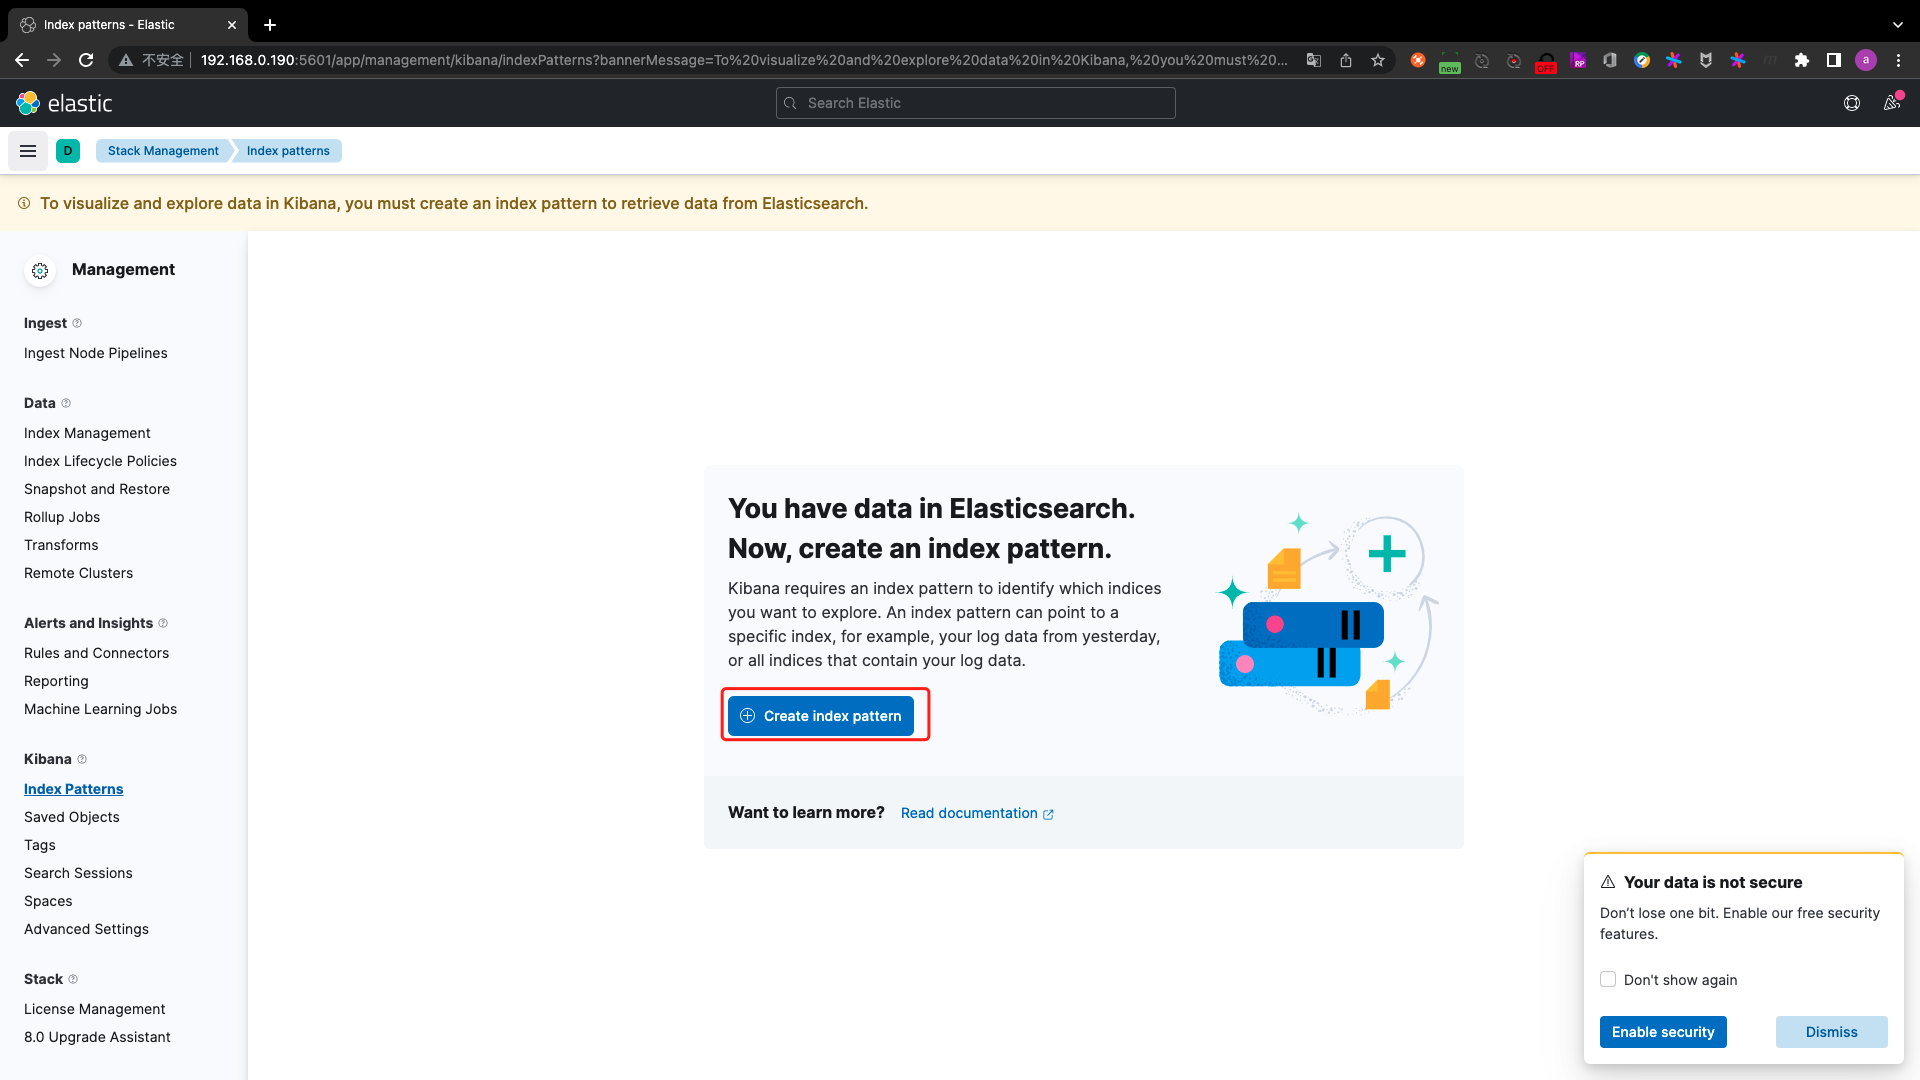 Index patterns - Elastic
不安全
192.168.0.190:5601/app/management/kibana/indexPatterns?bannerMessage=To%20visualize%20and%20explore%20data%20in%20Kibana,%20you%20must%20...
new
OFF
RP
a
elastic
Search Elastic
D
Stack Management
Index patterns
To visualize and explore data in Kibana, you must create an index pattern to retrieve data from Elasticsearch.
Management
Ingest
Ingest Node Pipelines
Data
Index Management
Index Lifecycle Policies
Snapshot and Restore
Rollup Jobs
Transforms
Remote Clusters
Alerts and Insights
Rules and Connectors
Reporting
Machine Learning Jobs
Kibana
Index Patterns
Saved Objects
Tags
Search Sessions
Spaces
Advanced Settings
Stack
License Management
8.0 Upgrade Assistant
You have data in Elasticsearch.
Now, create an index pattern.
Kibana requires an index pattern to identify which indices
you want to explore. An index pattern can point to a
specific index, for example, your log data from yesterday,
or all indices that contain your log data.
Create index pattern
Want to learn more?
Read documentation
Your data is not secure
Don’t lose one bit. Enable our free security
features.
Don't show again
Enable security
Dismiss